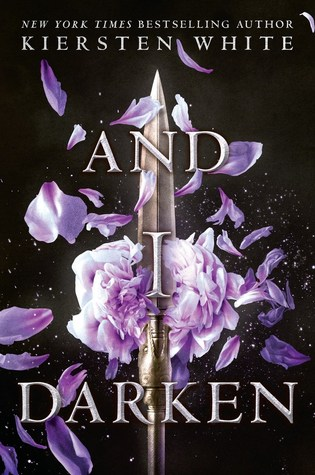 NEW YORK TIMES BESTSELLING AUTHOR
KIERSTEN WHITE
AND
I
DARKEN